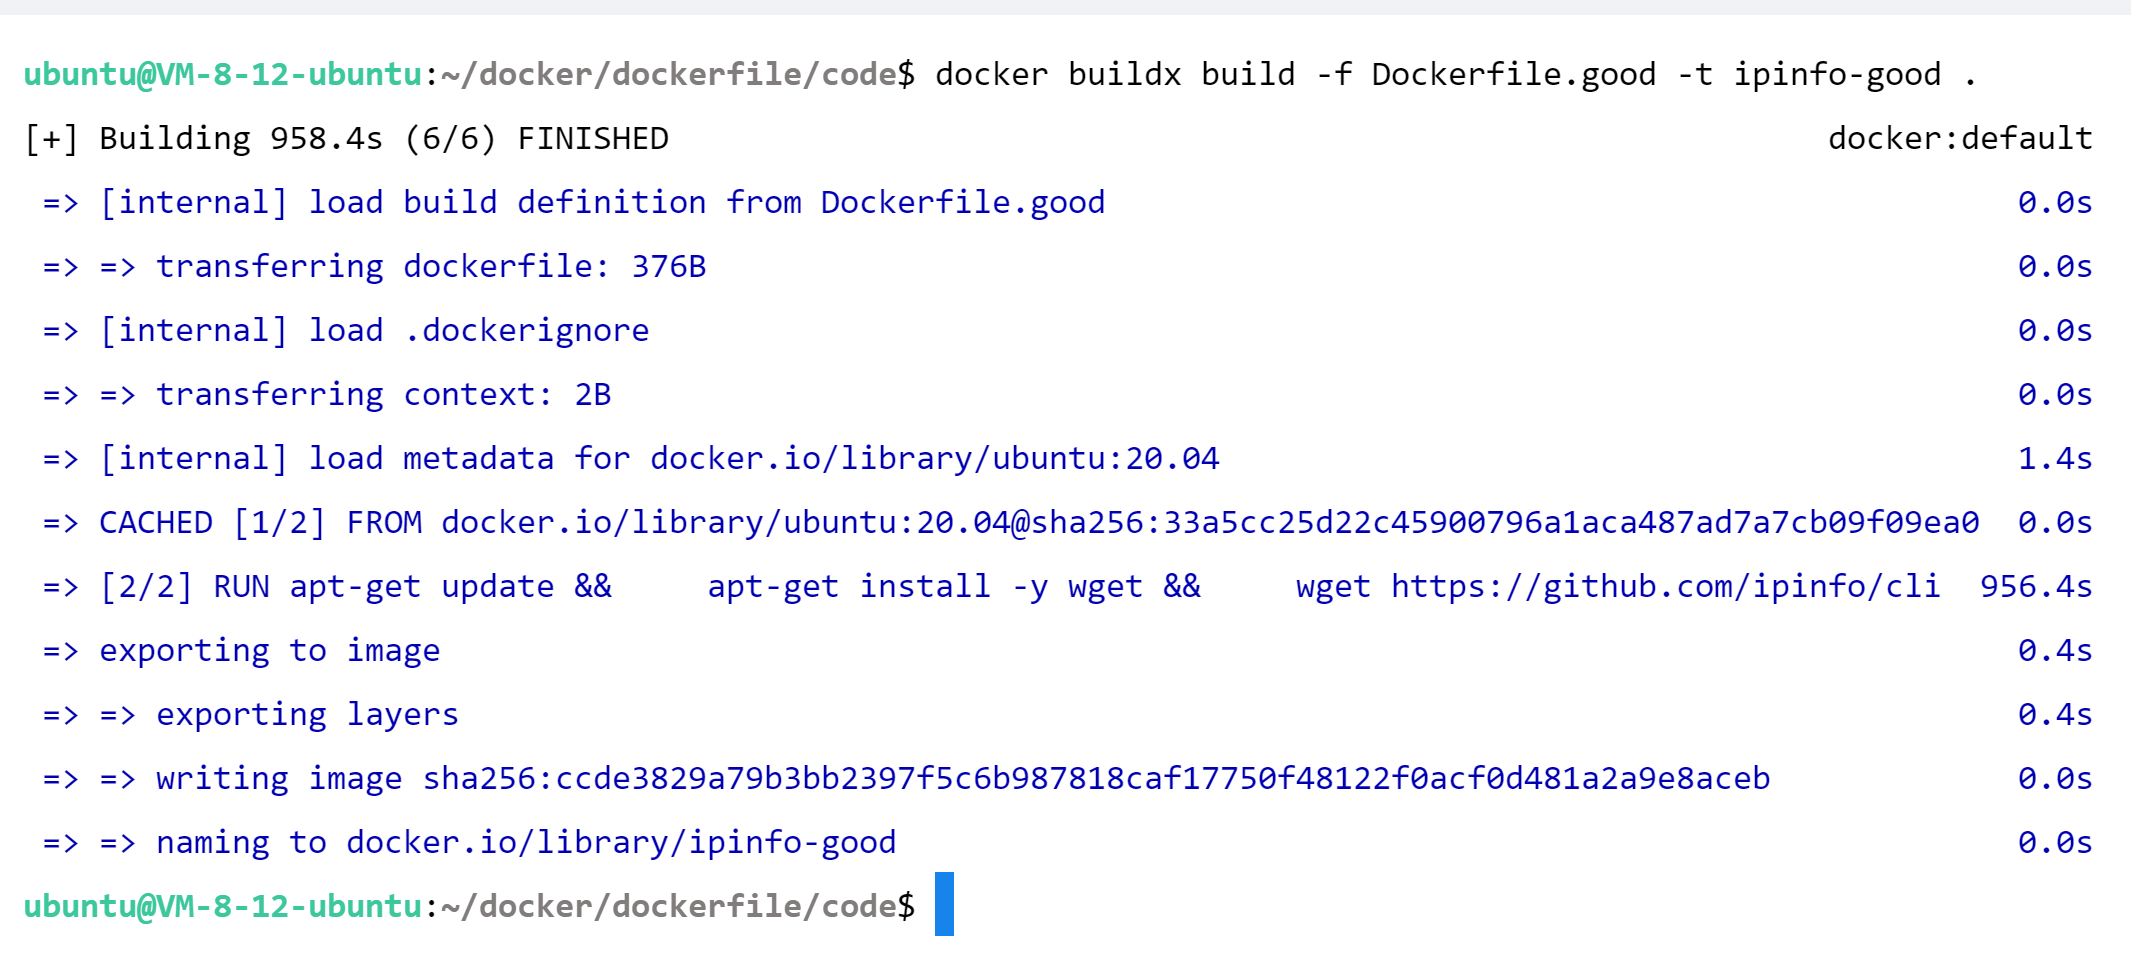 ubuntu@VM-8-12-ubuntu:~/docker/dockerfile/code$ docker buildx build -f Dockerfile.good -t ipinfo-good .
[+] Building 958.4s (6/6) FINISHED docker:default
=> [internal] load build definition from Dockerfile.good 0.0s
=> => transferring dockerfile: 376B 0.0s
=> [internal] load .dockerignore 0.0s
=> => transferring context: 2B 0.0s
=> [internal] load metadata for docker.io/library/ubuntu:20.04 1.4s
=> CACHED [1/2] FROM docker.io/library/ubuntu:20.04@sha256:33a5cc25d22c45900796a1aca487ad7a7cb09f09ea0 0.0s
=> [2/2] RUN apt-get update &&     apt-get install -y wget &&     wget https://github.com/ipinfo/cli 956.4s
=> exporting to image 0.4s
=> => exporting layers 0.4s
=> => writing image sha256:ccde3829a79b3bb2397f5c6b987818caf17750f48122f0acf0d481a2a9e8aceb 0.0s
=> => naming to docker.io/library/ipinfo-good 0.0s
ubuntu@VM-8-12-ubuntu:~/docker/dockerfile/code$